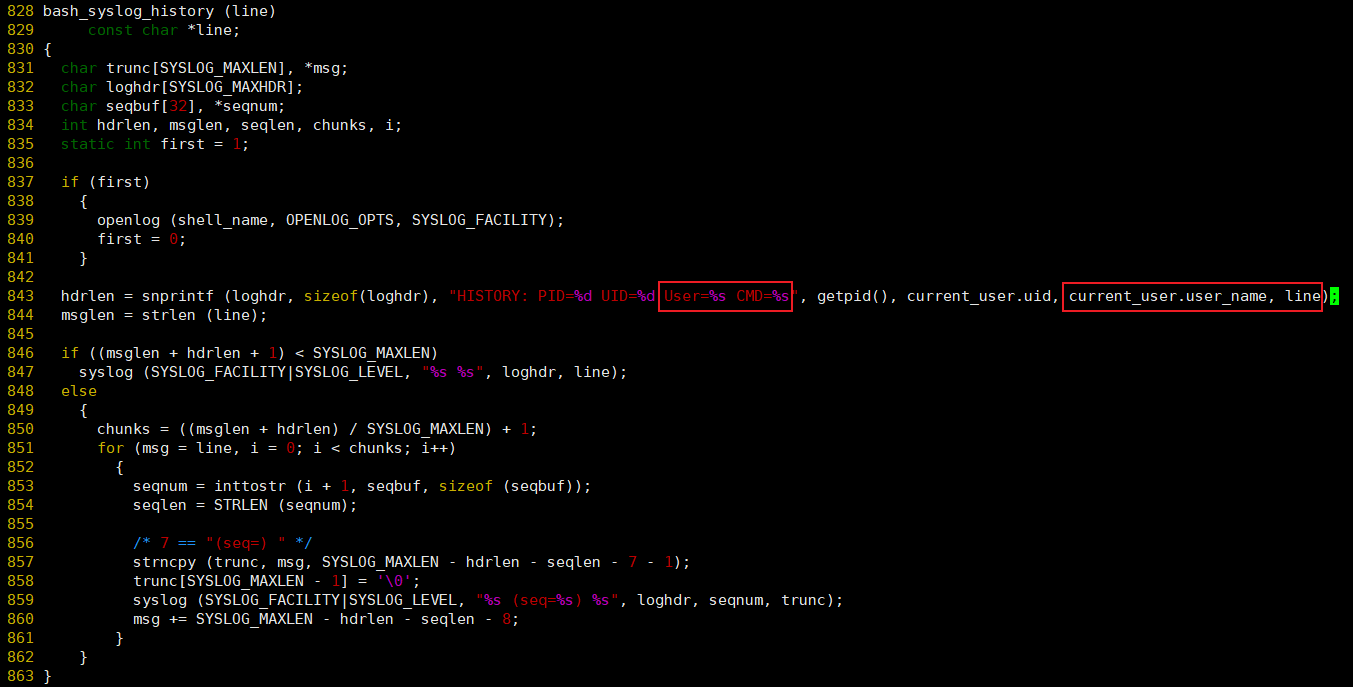 828 bash_syslog_history (line)
829      const char *line;
830 {
831   char trunc[SYSLOG_MAXLEN], *msg;
832   char loghdr[SYSLOG_MAXHDR];
833   char seqbuf[32], *seqnum;
834   int hdrlen, msglen, seqlen, chunks, i;
835   static int first = 1;
836
837   if (first)
838     {
839       openlog (shell_name, OPENLOG_OPTS, SYSLOG_FACILITY);
840       first = 0;
841     }
842
843   hdrlen = snprintf (loghdr, sizeof(loghdr), "HISTORY: PID=%d UID=%d User=%s CMD=%s", getpid(), current_user.uid, current_user.user_name, line);
844   msglen = strlen (line);
845
846   if ((msglen + hdrlen + 1) < SYSLOG_MAXLEN)
847     syslog (SYSLOG_FACILITY|SYSLOG_LEVEL, "%s %s", loghdr, line);
848   else
849     {
850       chunks = ((msglen + hdrlen) / SYSLOG_MAXLEN) + 1;
851       for (msg = line, i = 0; i < chunks; i++)
852         {
853           seqnum = inttostr (i + 1, seqbuf, sizeof (seqbuf));
854           seqlen = STRLEN (seqnum);
855
856           /* 7 == "(seq=) " */
857           strncpy (trunc, msg, SYSLOG_MAXLEN - hdrlen - seqlen - 7 - 1);
858           trunc[SYSLOG_MAXLEN - 1] = '\0';
859           syslog (SYSLOG_FACILITY|SYSLOG_LEVEL, "%s (seq=%s) %s", loghdr, seqnum, trunc);
860           msg += SYSLOG_MAXLEN - hdrlen - seqlen - 8;
861         }
862     }
863 }